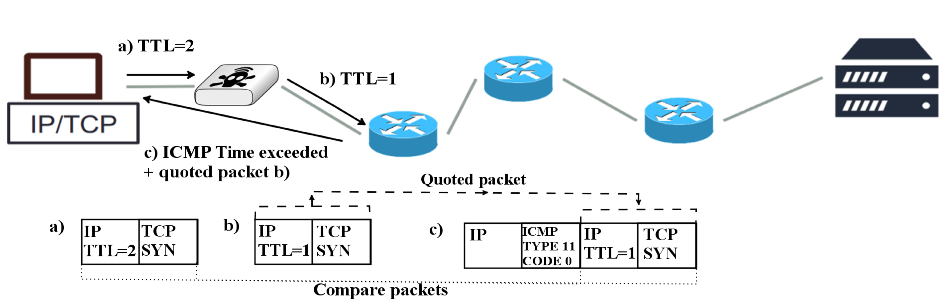 a) TTL=2
b) TTL=1
IP/TCP
c) ICMP Time exceeded
+ quoted packet b)
Quoted packet
a)
IP
TTL=2
TCP
SYN
b)
IP
TTL=1
TCP
SYN
c)
IP
ICMP
TYPE 11
CODE 0
IP
TTL=1
TCP
SYN
Compare packets